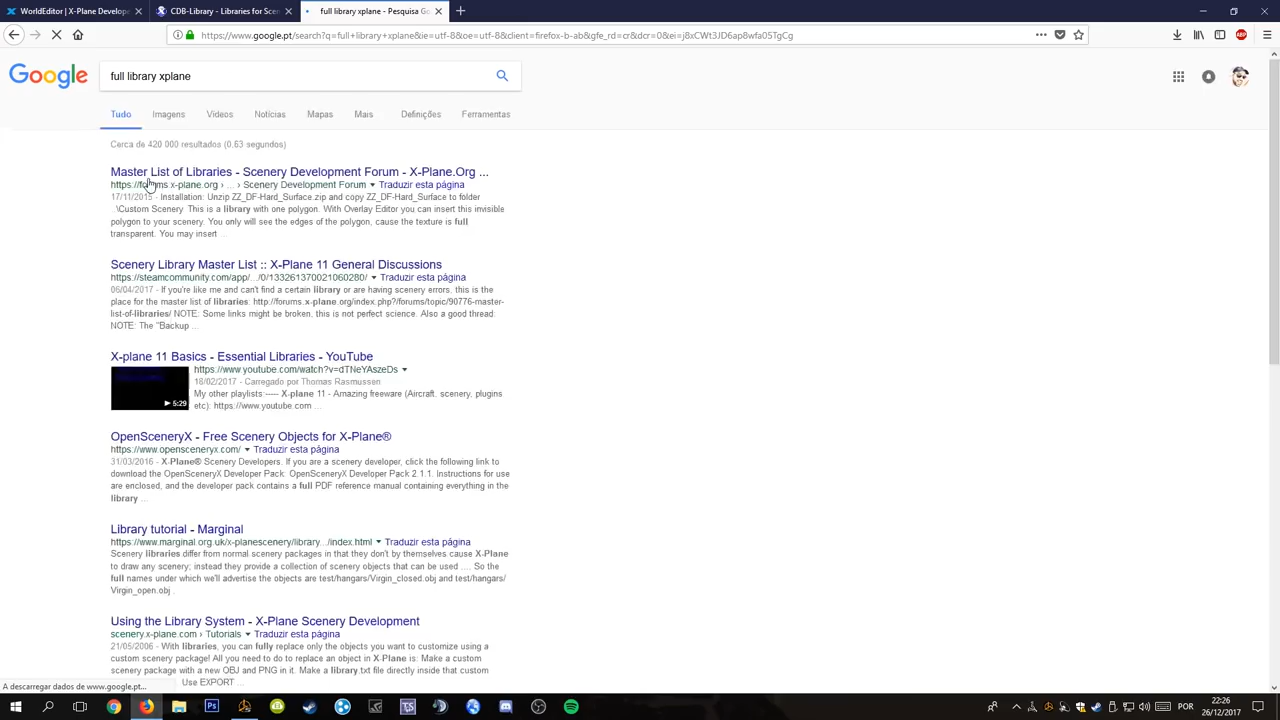 WorldEditor | X-Plane Develope
CDB-Library - Libraries for Scen
full library xplane - Pesquisa Go
https://www.google.pt/search?q=full+library+xplane&ie=utf-8&oe=utf-8&client=firefox-b-ab&gfe_rd=cr&dcr=0&ei=j8xCWt3JD6ap8wfa05TgCg
Google
full library xplane
Tudo
Imagens
Vídeos
Notícias
Mapas
Mais
Definições
Ferramentas
Cerca de 420 000 resultados (0.63 segundos)
Master List of Libraries - Scenery Development Forum - X-Plane.Org ...
https://forums.x-plane.org › ... › Scenery Development Forum ▾ Traduzir esta página
17/11/2015 - Installation: Unzip ZZ_DF-Hard_Surface.zip and copy ZZ_DF-Hard_Surface to folder
\Custom Scenery. This is a library with one polygon. With Overlay Editor you can insert this invisible
polygon to your scenery. You only will see the edges of the polygon, cause the texture is full
transparent. You may insert ...
Scenery Library Master List :: X-Plane 11 General Discussions
https://steamcommunity.com/app/.../0/133261370021060280/ ▾ Traduzir esta página
06/04/2017 - If you're like me and can't find a certain library or are having scenery errors. this is the
place for the master list of libraries: http://forums.x-plane.org/index.php?/forums/topic/90776-master-
list-of-libraries/ NOTE: Some links might be broken, this is not perfect science. Also a good thread:
NOTE: The "Backup ...
X-plane 11 Basics - Essential Libraries - YouTube
https://www.youtube.com/watch?v=dTNeYAszeDs ▾
18/02/2017 - Carregado por Thomas Rasmussen
My other playlists:----- X-plane 11 - Amazing freeware (Aircraft, scenery, plugins
etc): https://www.youtube.com ...
▶ 5:29
OpenSceneryX - Free Scenery Objects for X-Plane®
https://www.opensceneryx.com/ ▾ Traduzir esta página
31/03/2016 - X-Plane® Scenery Developers. If you are a scenery developer, click the following link to
download the OpenSceneryX Developer Pack: OpenSceneryX Developer Pack 2.1.1. Instructions for use
are enclosed, and the developer pack contains a full PDF reference manual containing everything in the
library ...
Library tutorial - Marginal
https://www.marginal.org.uk/x-planescenery/library.../index.html ▾ Traduzir esta página
Scenery libraries differ from normal scenery packages in that they don't by themselves cause X-Plane
to draw any scenery; instead they provide a collection of scenery objects that can be used .... So the
full names under which we'll advertise the objects are test/hangars/Virgin_closed.obj and test/hangars/
Virgin_open.obj .
Using the Library System - X-Plane Scenery Development
scenery.x-plane.com › Tutorials ▾ Traduzir esta página
21/05/2006 - With libraries, you can fully replace only the objects you want to customize using a
custom scenery package! All you need to do to replace an object in X-Plane is: Make a custom
scenery package with a new OBJ and PNG in it. Make a library.txt file directly inside that custom
Use EXPORT ...
A descarregar dados de www.google.pt...
POR
22:26
26/12/2017